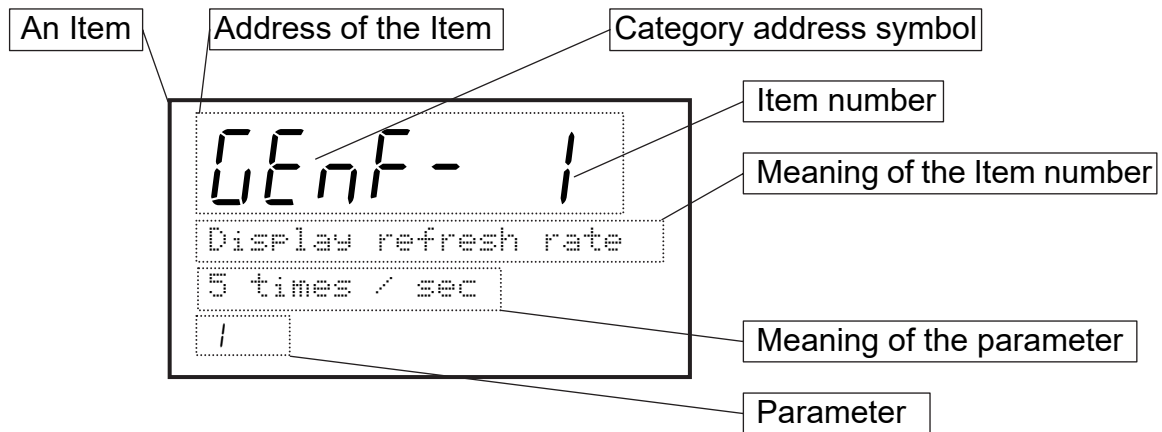 An Item
Address of the Item
Category address symbol
Item number
GEnF- 1
Meaning of the Item number
Display refresh rate
5 times / sec
1
Meaning of the parameter
Parameter